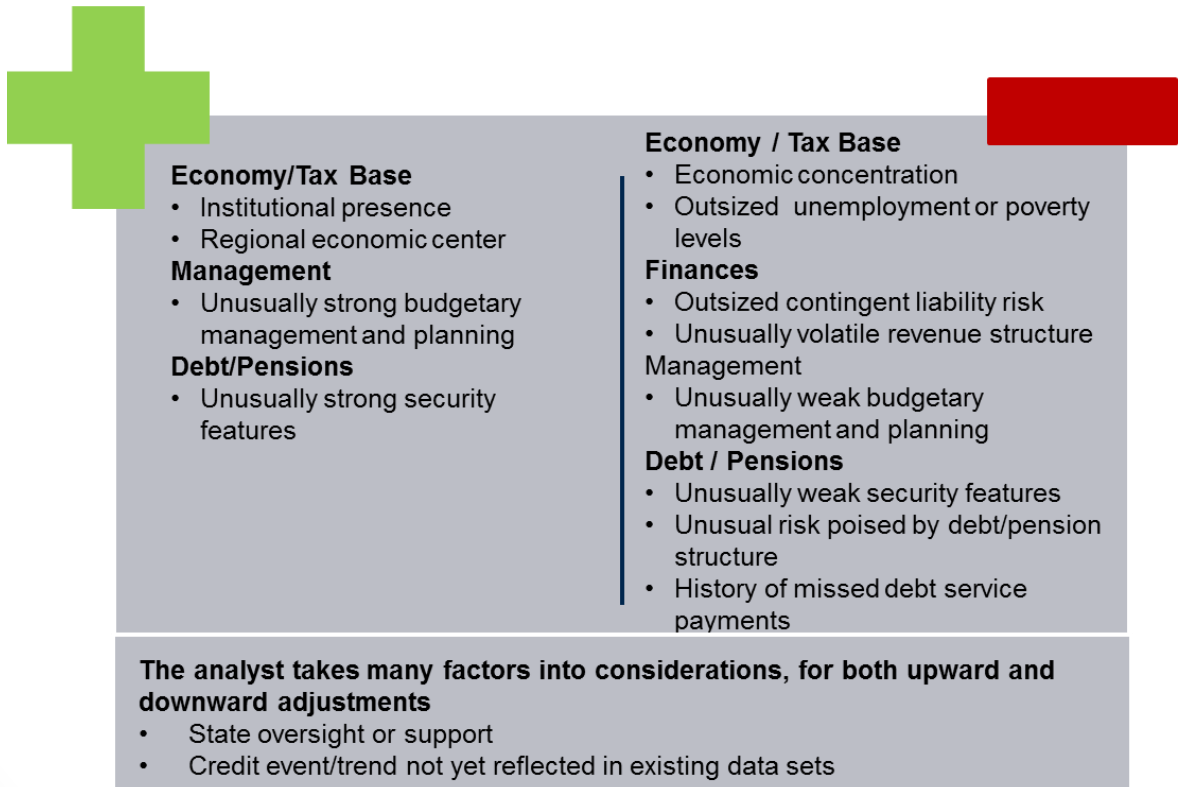 Economy/Tax Base
• Institutional presence
• Regional economic center
Management
• Unusually strong budgetary
management and planning
Debt/Pensions
• Unusually strong security
features
Economy / Tax Base
• Economic concentration
• Outsized unemployment or poverty
levels
Finances
• Outsized contingent liability risk
• Unusually volatile revenue structure
Management
• Unusually weak budgetary
management and planning
Debt / Pensions
• Unusually weak security features
• Unusual risk poised by debt/pension
structure
• History of missed debt service
payments
The analyst takes many factors into considerations, for both upward and
downward adjustments
• State oversight or support
• Credit event/trend not yet reflected in existing data sets